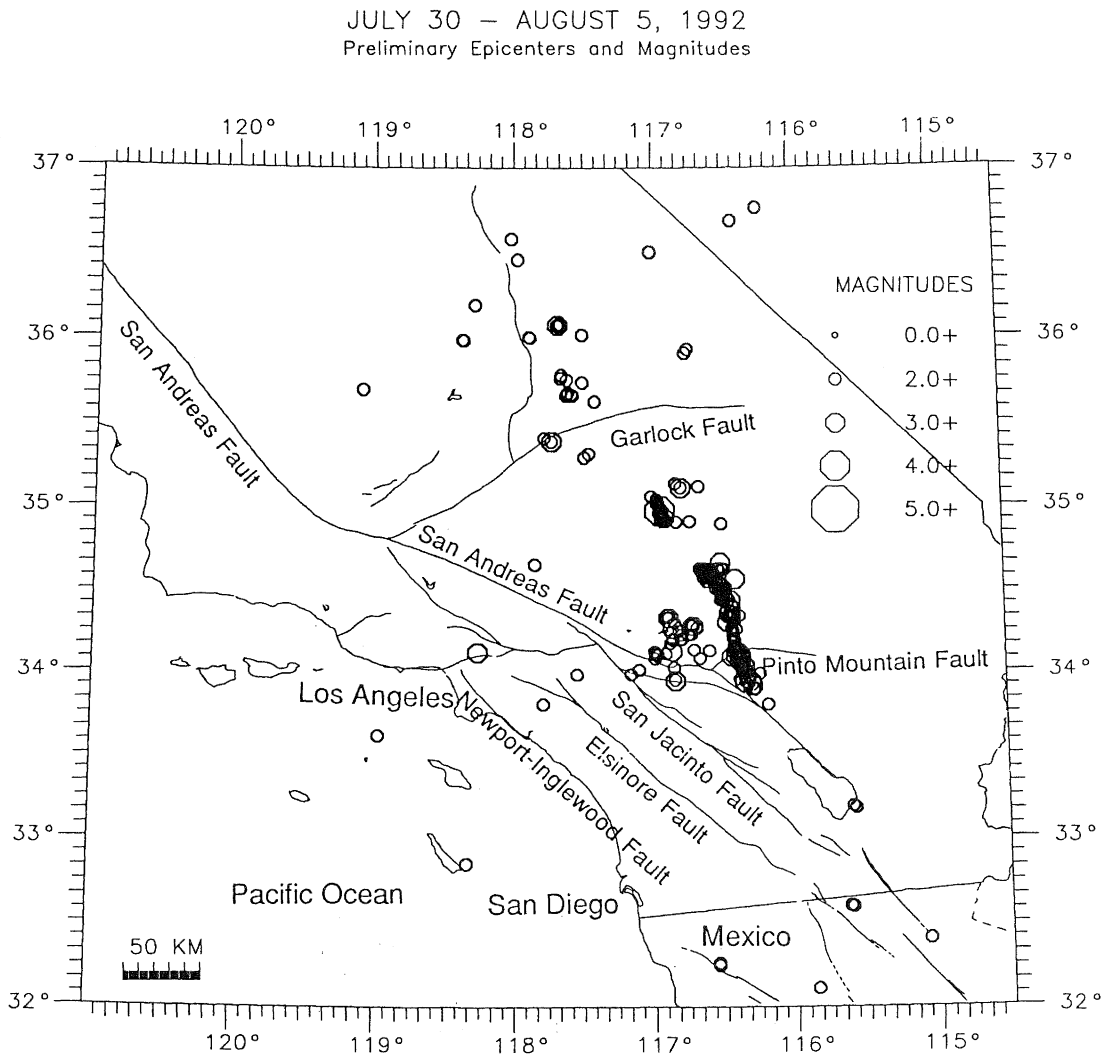 JULY 30 – AUGUST 5, 1992
Preliminary Epicenters and Magnitudes
120° 119° 118° 117° 116° 115°
37° 37°
MAGNITUDES
36° 0.0+ 36°
2.0+
3.0+
4.0+
5.0+
San Andreas Fault
Garlock Fault
35° 35°
San Andreas Fault
34° Pinto Mountain Fault 34°
Los Angeles
Newport-Inglewood Fault
San Jacinto Fault
Elsinore Fault
33° 33°
Pacific Ocean
San Diego
Mexico
50 KM
32° 32°
120° 119° 118° 117° 116° 115°